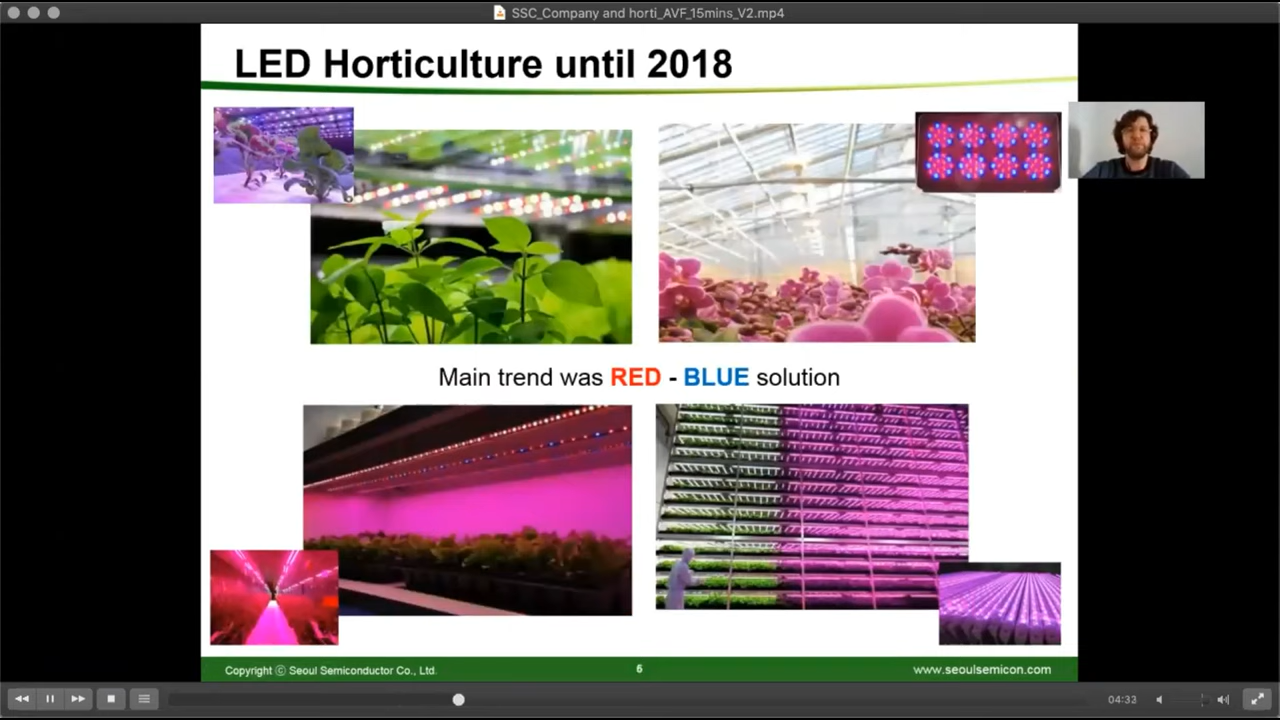 SSC_Company and horti_AVF_15mins_V2.mp4
LED Horticulture until 2018
Main trend was RED - BLUE solution
Copyright ⓒ Seoul Semiconductor Co., Ltd.
6
www.seoulsemicon.com
04:33